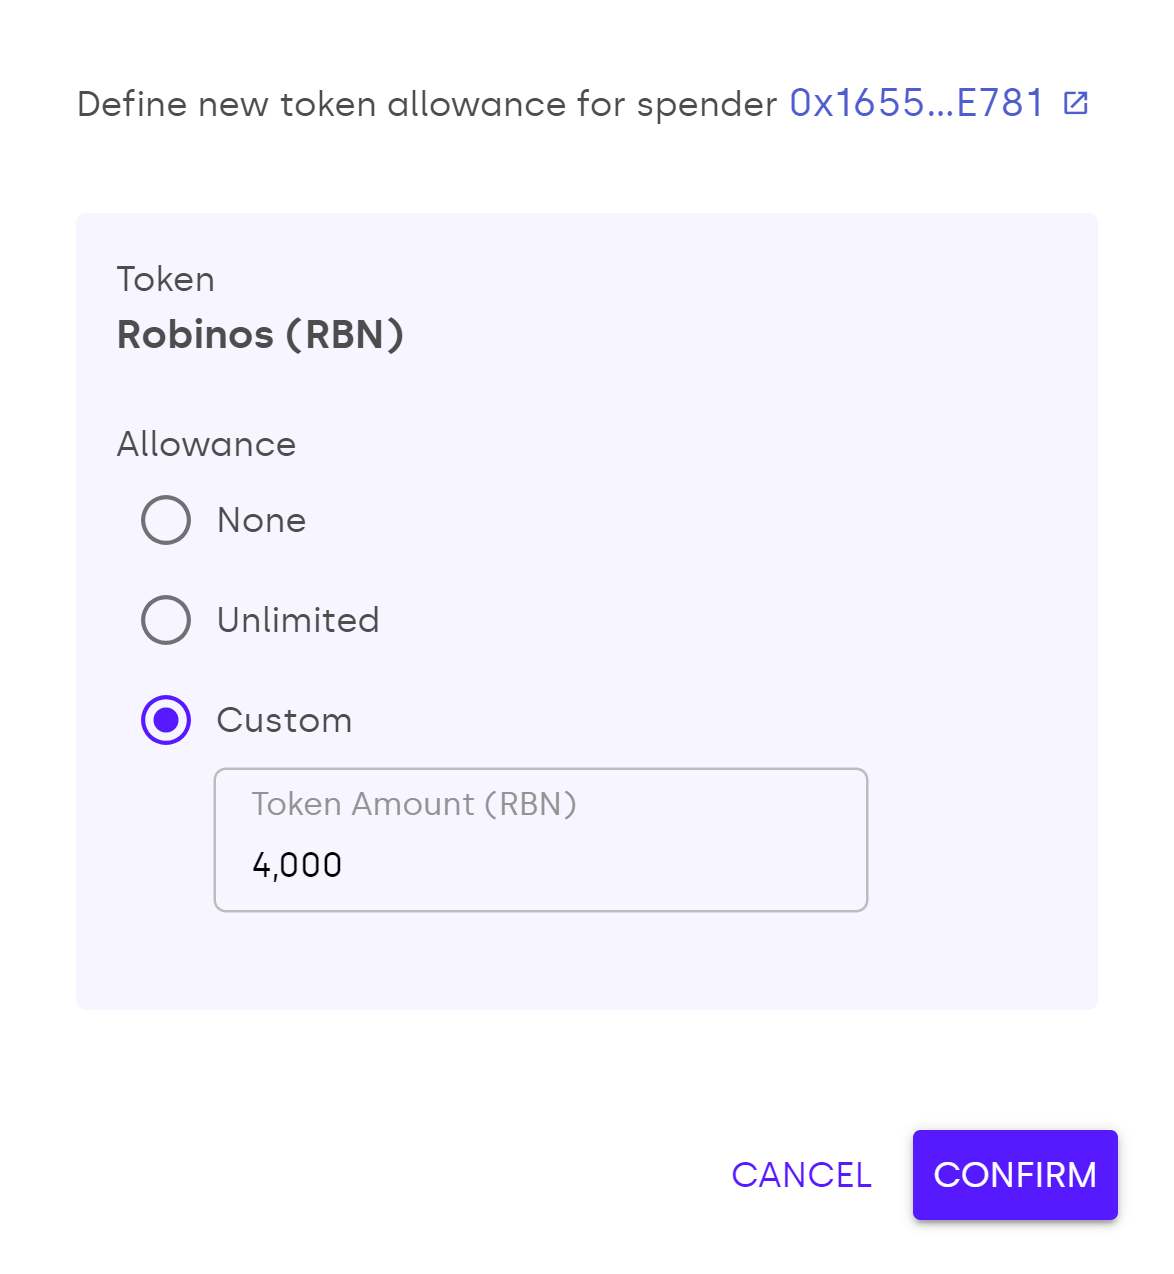 Define new token allowance for spender 0x1655...E781
Token
Robinos (RBN)
Allowance
None
Unlimited
Custom
Token Amount (RBN)
4,000
CANCEL CONFIRM